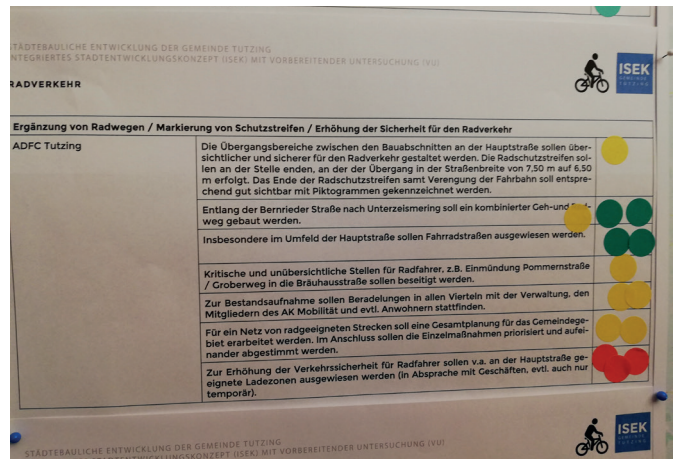 STÄDTEBAULICHE ENTWICKLUNG DER GEMEINDE TUTZING
INTEGRIERTES STADTENTWICKLUNGSKONZEPT (ISEK) MIT VORBEREITENDER UNTERSUCHUNG (VU)
ISEK
GEMEINDE
TUTZING
RADVERKEHR
Ergänzung von Radwegen / Markierung von Schutzstreifen / Erhöhung der Sicherheit für den Radverkehr
ADFC Tutzing
Die Übergangsbereiche zwischen den Bauabschnitten an der Hauptstraße sollen über-
sichtlicher und sicherer für den Radverkehr gestaltet werden. Die Radschutzstreifen sol-
len an der Stelle enden, an der der Übergang in der Straßenbreite von 7,50 m auf 6,50
m erfolgt. Das Ende der Radschutzstreifen samt Verengung der Fahrbahn soll entspre-
chend gut sichtbar mit Piktogrammen gekennzeichnet werden.
Entlang der Bernrieder Straße nach Unterzeismering soll ein kombinierter Geh-und
weg gebaut werden.
Insbesondere im Umfeld der Hauptstraße sollen Fahrradstraßen ausgewiesen werden.
Kritische und unübersichtliche Stellen für Radfahrer, z.B. Einmündung Pommernstraße
/ Groberweg in die Bräuhausstraße sollen beseitigt werden.
Zur Bestandsaufnahme sollen Beradelungen in allen Vierteln mit der Verwaltung, den
Mitgliedern des AK Mobilität und evtl. Anwohnern stattfinden.
Für ein Netz von radgeeigneten Strecken soll eine Gesamtplanung für das Gemeindege-
biet erarbeitet werden. Im Anschluss sollen die Einzelmaßnahmen priorisiert und aufei-
nander abgestimmt werden.
Zur Erhöhung der Verkehrssicherheit für Radfahrer sollen v.a. an der Hauptstraße ge-
eignete Ladezonen ausgewiesen werden (in Absprache mit Geschäften, evtl. auch nur
temporär).
STÄDTEBAULICHE ENTWICKLUNG DER GEMEINDE TUTZING
STADTENTWICKLUNGSKONZEPT (ISEK) MIT VORBEREITENDER UNTERSUCHUNG (VU)
ISEK
GEMEINDE
TUTZING